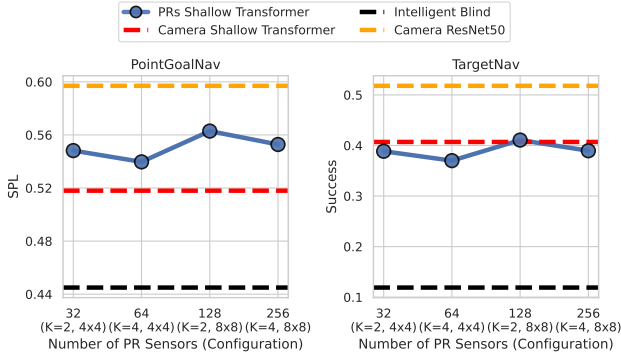 PRs Shallow Transformer
Intelligent Blind
Camera Shallow Transformer
Camera ResNet50
PointGoalNav
TargetNav
SPL
0.60
0.56
0.52
0.48
0.44
32 64 128 256
(K=2, 4x4) (K=4, 4x4) (K=2, 8x8) (K=4, 8x8)
Number of PR Sensors (Configuration)
Success
0.5
0.4
0.3
0.2
0.1
32 64 128 256
(K=2, 4x4) (K=4, 4x4) (K=2, 8x8) (K=4, 8x8)
Number of PR Sensors (Configuration)